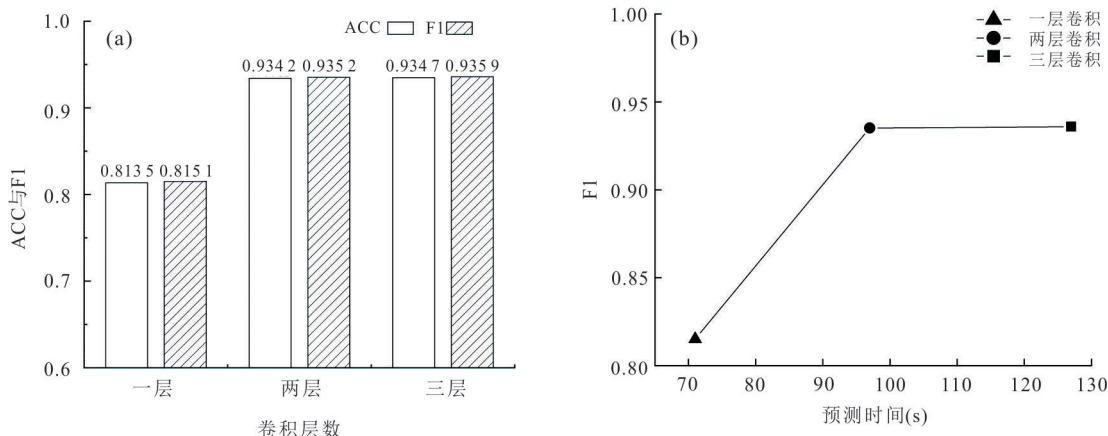 (a)
ACC F1
1.0
0.9
0.8
0.7
0.6
ACC与F1
0.813 5 0.815 1
0.934 2 0.935 2
0.934 7 0.935 9
一层 两层 三层
卷积层数
(b)
一层卷积
两层卷积
三层卷积
1.00
0.95
0.90
0.85
0.80
F1
70 80 90 100 110 120 130
预测时间(s)